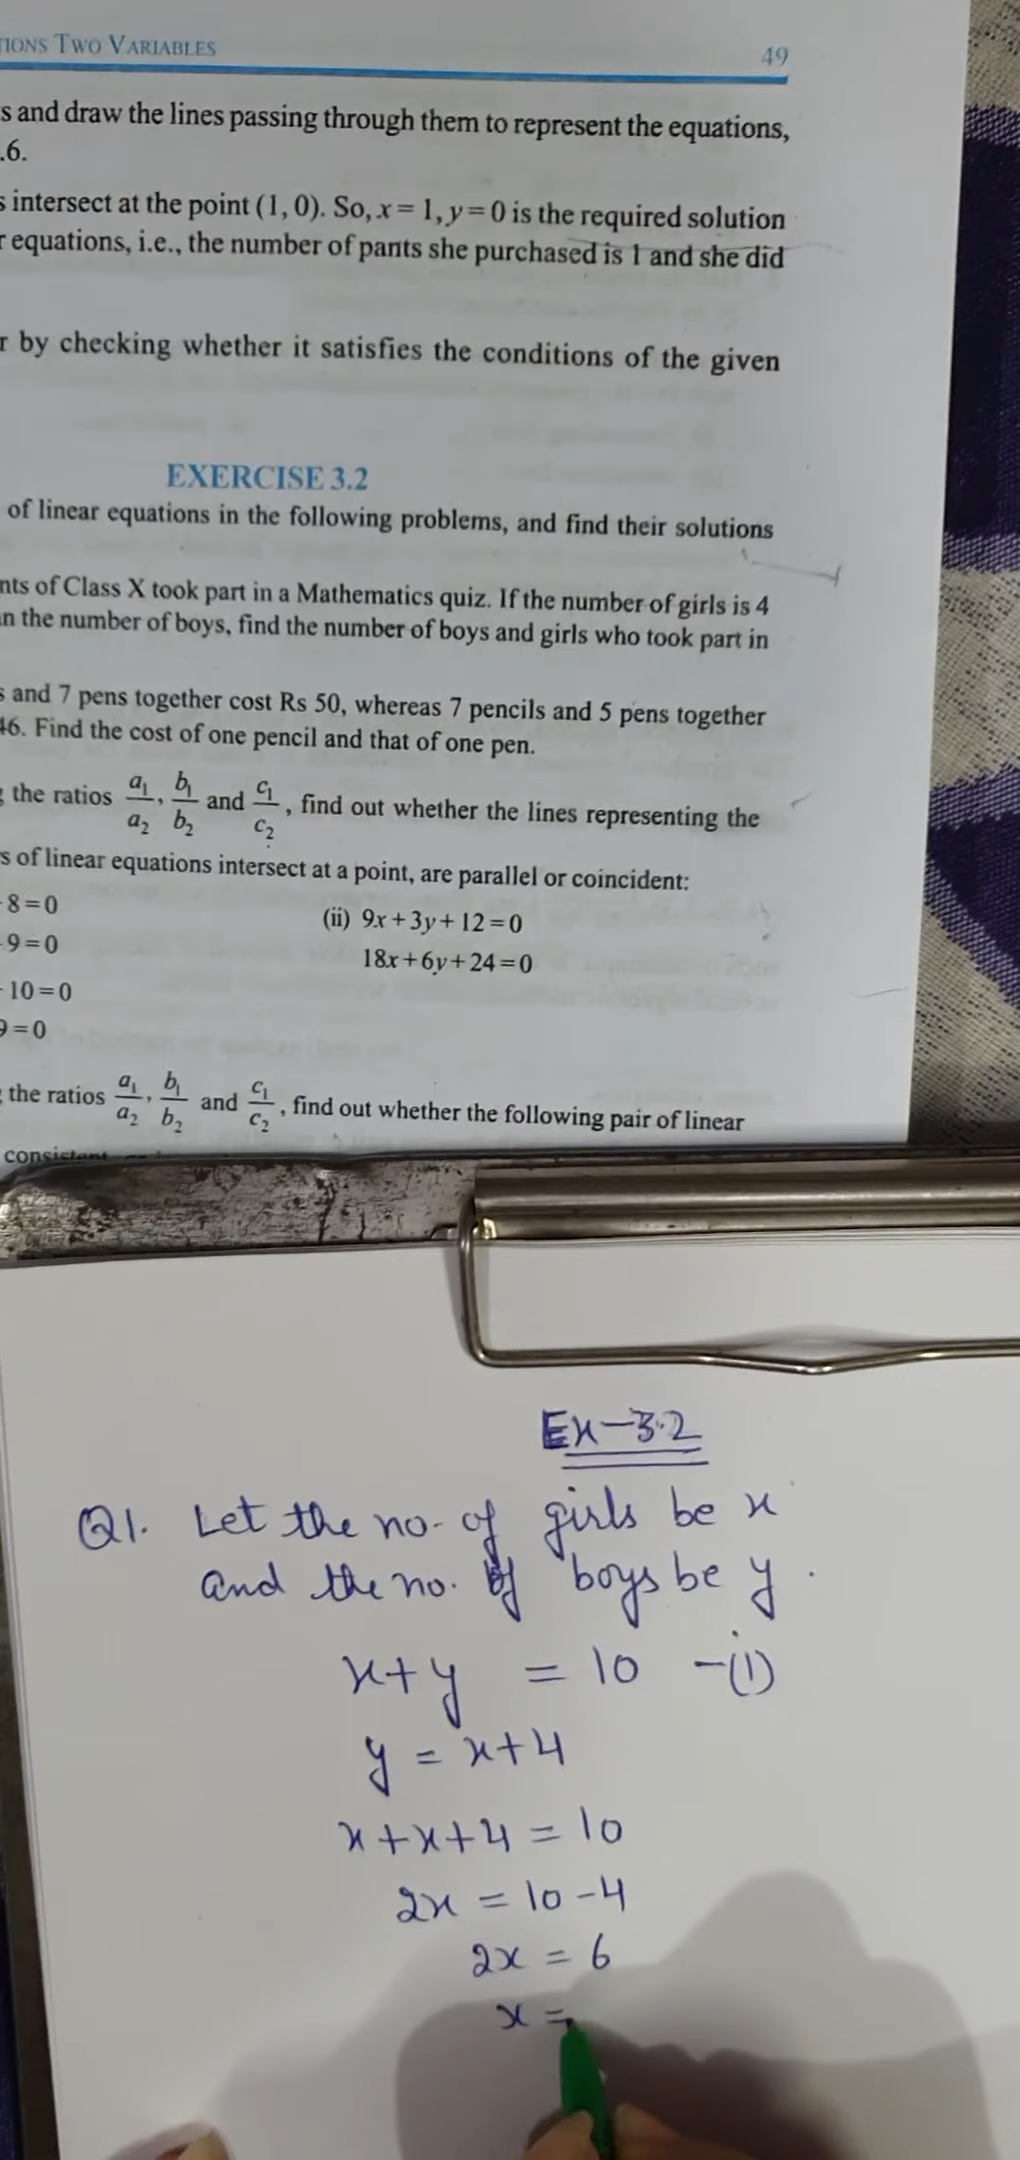 TIONS TWO VARIABLES 49
s and draw the lines passing through them to represent the equations,
.6.
s intersect at the point (1, 0). So, x = 1, y = 0 is the required solution
r equations, i.e., the number of pants she purchased is 1 and she did
r by checking whether it satisfies the conditions of the given
EXERCISE 3.2
of linear equations in the following problems, and find their solutions
nts of Class X took part in a Mathematics quiz. If the number of girls is 4
an the number of boys, find the number of boys and girls who took part in
s and 7 pens together cost Rs 50, whereas 7 pencils and 5 pens together
46. Find the cost of one pencil and that of one pen.
g the ratios a₁/a₂, b₁/b₂ and c₁/c₂, find out whether the lines representing the
s of linear equations intersect at a point, are parallel or coincident:
- 8 = 0 (ii) 9x + 3y + 12 = 0
- 9 = 0 18x + 6y + 24 = 0
- 10 = 0
9 = 0
g the ratios a₁/a₂, b₁/b₂ and c₁/c₂, find out whether the following pair of linear
consistent
Ex-3.2
Q1. Let the no. of girls be x
and the no. of boys be y.
x+y = 10 -(i)
y = x+4
x+x+4 = 10
2x = 10-4
2x = 6
x =